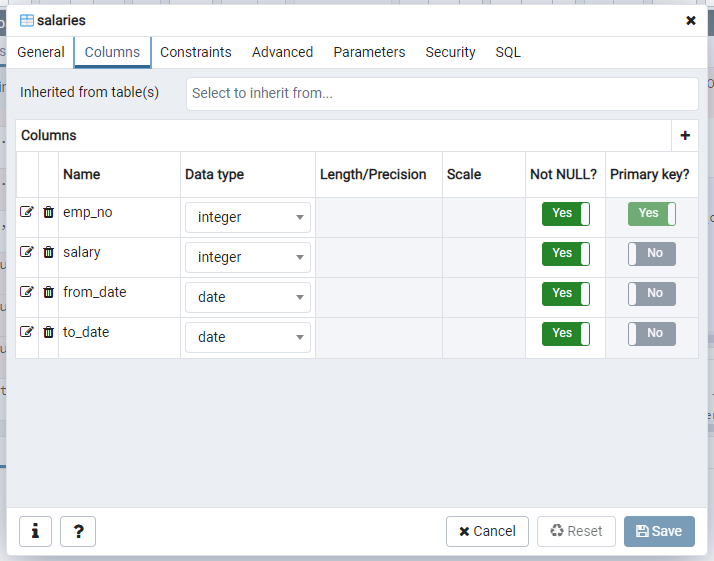 salaries
General Columns Constraints Advanced Parameters Security SQL
Inherited from table(s) Select to inherit from...
Columns
Name Data type Length/Precision Scale Not NULL? Primary key?
emp_no integer Yes Yes
salary integer Yes No
from_date date Yes No
to_date date Yes No
i ? Cancel Reset Save